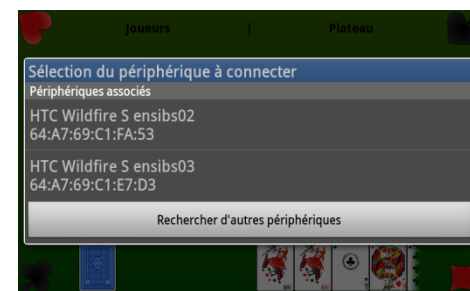 Joueurs | Plateau
Sélection du périphérique à connecter
Périphériques associés
HTC Wildfire S ensibs02
64:A7:69:C1:FA:53
HTC Wildfire S ensibs03
64:A7:69:C1:E7:D3
Rechercher d'autres périphériques